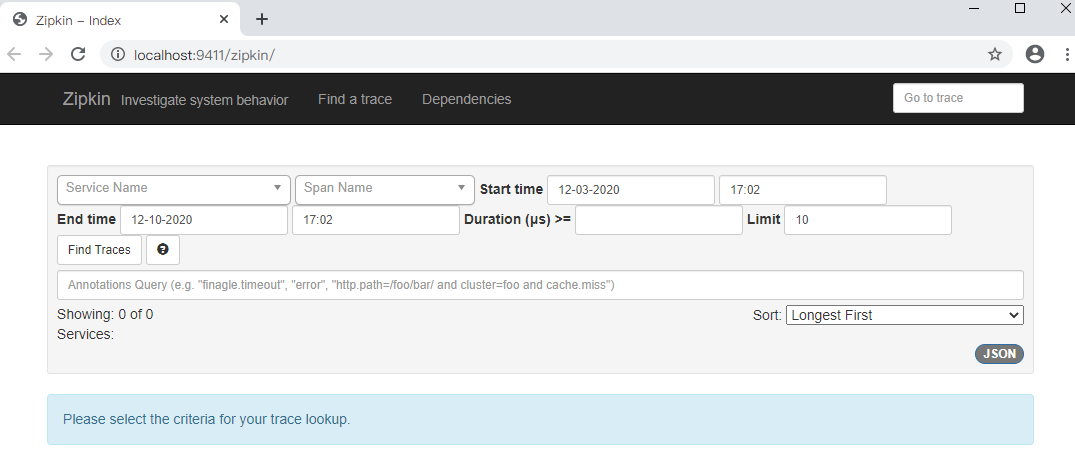 Zipkin – Index
localhost:9411/zipkin/
Zipkin Investigate system behavior Find a trace Dependencies Go to trace
Service Name Span Name Start time 12-03-2020 17:02
End time 12-10-2020 17:02 Duration (μs) >= Limit 10
Find Traces
Annotations Query (e.g. "finagle.timeout", "error", "http.path=/foo/bar/ and cluster=foo and cache.miss")
Showing: 0 of 0 Sort: Longest First
Services:
JSON
Please select the criteria for your trace lookup.